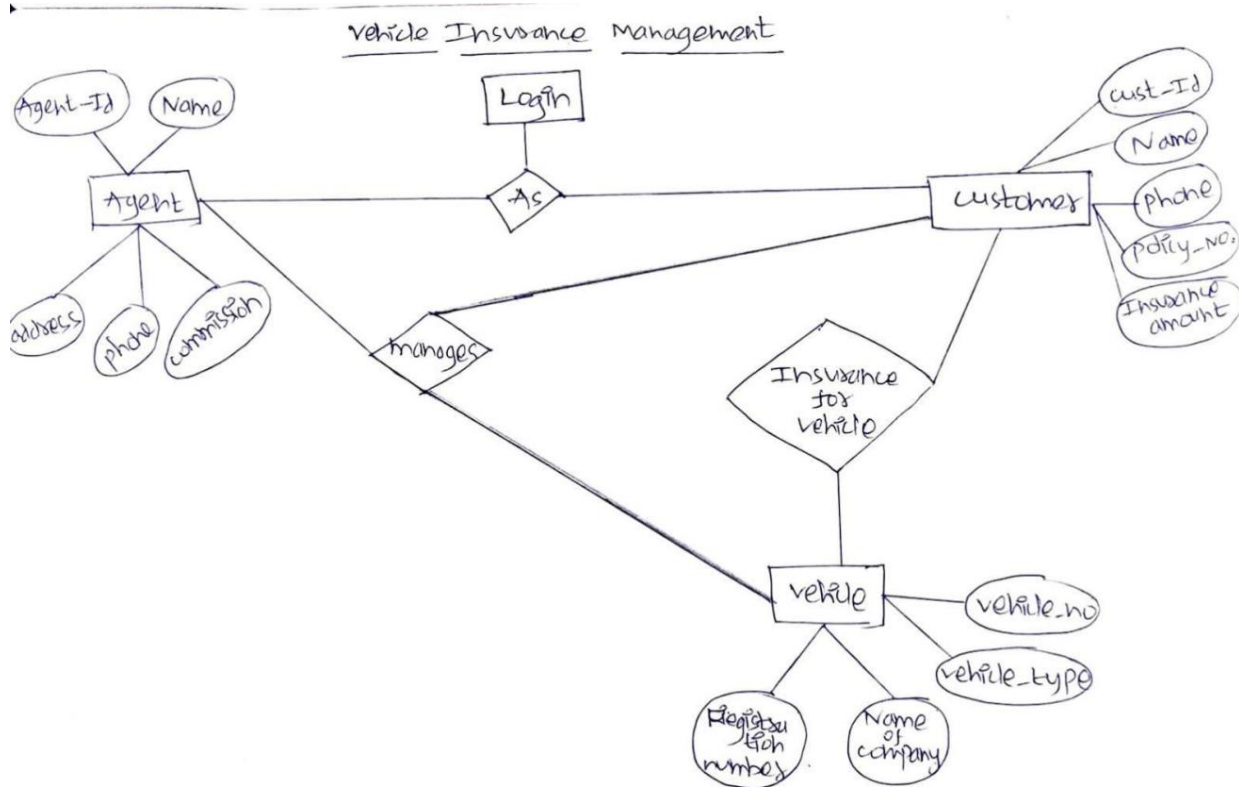 Vehicle Insurance Management
Login
Agent-Id
Name
Agent
As
customer
cust-Id
Name
phone
policy_No.
Insurance
amount
address
phone
commission
manages
Insurance
for
vehicle
vehicle
vehicle_no
vehicle_type
Registra
tion
number
Name
of
company